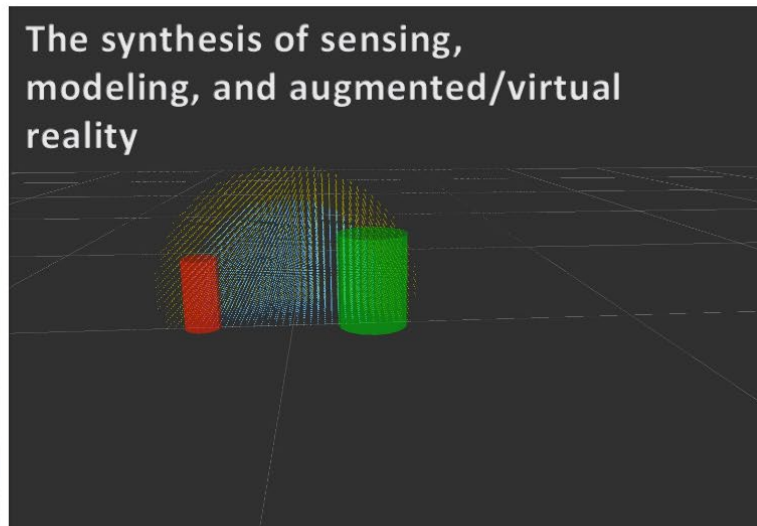 The synthesis of sensing,
modeling, and augmented/virtual
reality